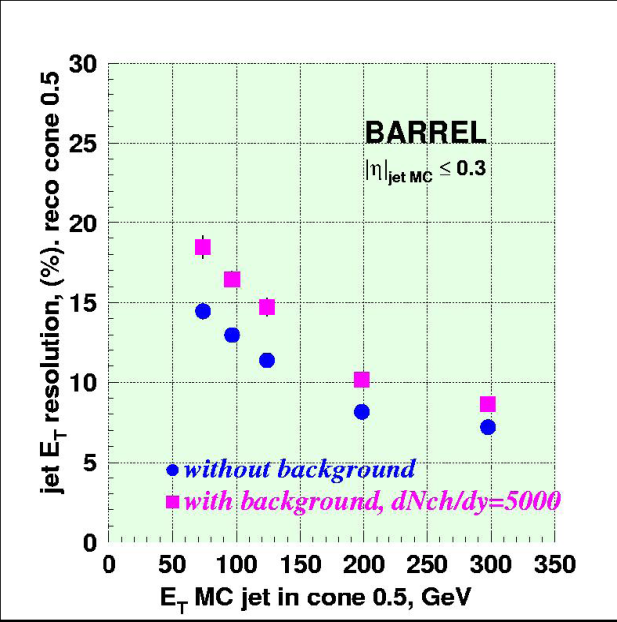 jet E_T resolution, (%). reco cone 0.5
30
25
20
15
10
5
0
BARREL
|η|jet MC ≤ 0.3
without background
with background, dNch/dy=5000
0 50 100 150 200 250 300 350
E_T MC jet in cone 0.5, GeV